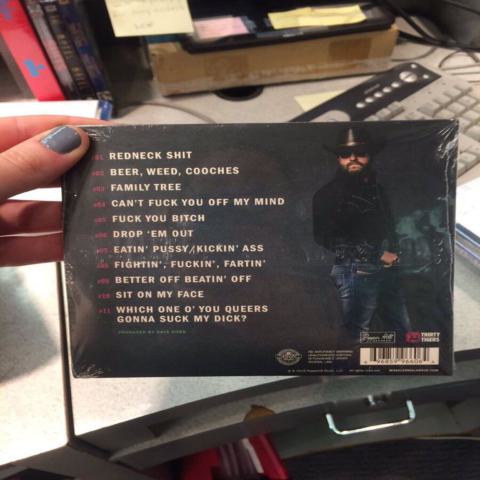 #01 REDNECK SHIT
#02 BEER, WEED, COOCHES
#03 FAMILY TREE
#04 CAN'T FUCK YOU OFF MY MIND
#05 FUCK YOU BITCH
#06 DROP 'EM OUT
#07 EATIN' PUSSY/KICKIN' ASS
#08 FIGHTIN', FUCKIN', FARTIN'
#09 BETTER OFF BEATIN' OFF
#10 SIT ON MY FACE
#11 WHICH ONE O' YOU QUEERS
GONNA SUCK MY DICK?
PRODUCED BY DAVE COBB
THIRTY
TIGERS